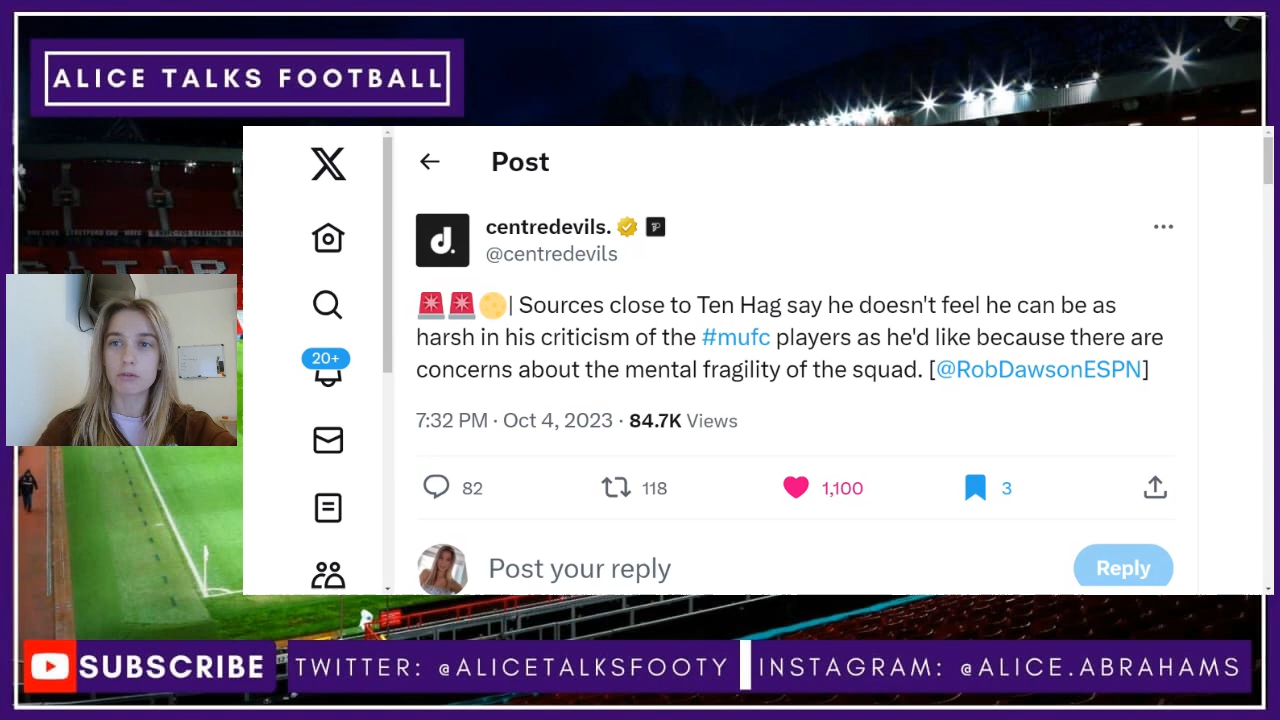 ALICE TALKS FOOTBALL
Post
centredevils.
@centredevils
d.
🚨🚨🌕| Sources close to Ten Hag say he doesn't feel he can be as
harsh in his criticism of the #mufc players as he'd like because there are
concerns about the mental fragility of the squad. [@RobDawsonESPN]
20+
7:32 PM · Oct 4, 2023 · 84.7K Views
82 118 1,100 3
Post your reply
Reply
SUBSCRIBE TWITTER: @ALICETALKSFOOTY INSTAGRAM: @ALICE.ABRAHAMS